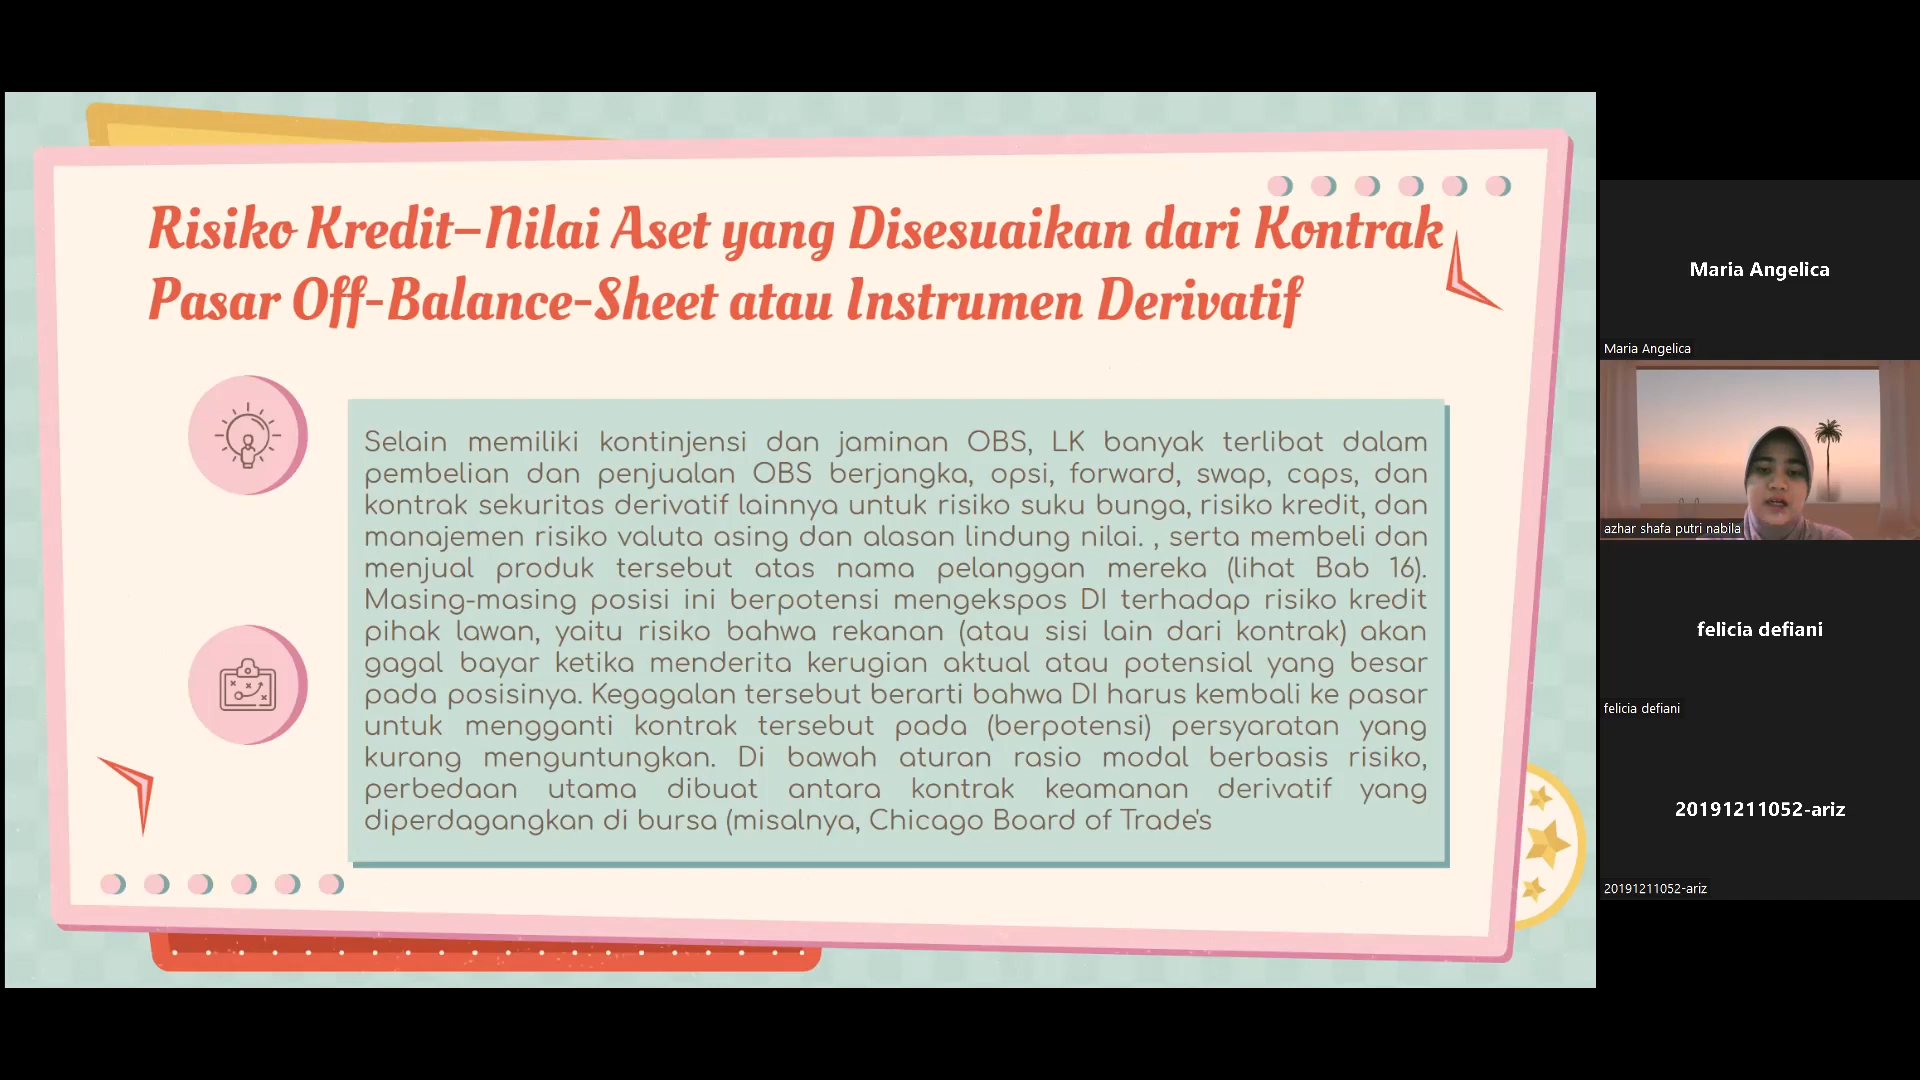 Risiko Kredit–Nilai Aset yang Disesuaikan dari Kontrak
Pasar Off-Balance-Sheet atau Instrumen Derivatif
Selain memiliki kontinjensi dan jaminan OBS, LK banyak terlibat dalam
pembelian dan penjualan OBS berjangka, opsi, forward, swap, caps, dan
kontrak sekuritas derivatif lainnya untuk risiko suku bunga, risiko kredit, dan
manajemen risiko valuta asing dan alasan lindung nilai. , serta membeli dan
menjual produk tersebut atas nama pelanggan mereka (lihat Bab 16).
Masing-masing posisi ini berpotensi mengekspos DI terhadap risiko kredit
pihak lawan, yaitu risiko bahwa rekanan (atau sisi lain dari kontrak) akan
gagal bayar ketika menderita kerugian aktual atau potensial yang besar
pada posisinya. Kegagalan tersebut berarti bahwa DI harus kembali ke pasar
untuk mengganti kontrak tersebut pada (berpotensi) persyaratan yang
kurang menguntungkan. Di bawah aturan rasio modal berbasis risiko,
perbedaan utama dibuat antara kontrak keamanan derivatif yang
diperdagangkan di bursa (misalnya, Chicago Board of Trade's
Maria Angelica
Maria Angelica
azhar shafa putri nabila
felicia defiani
felicia defiani
20191211052-ariz
20191211052-ariz